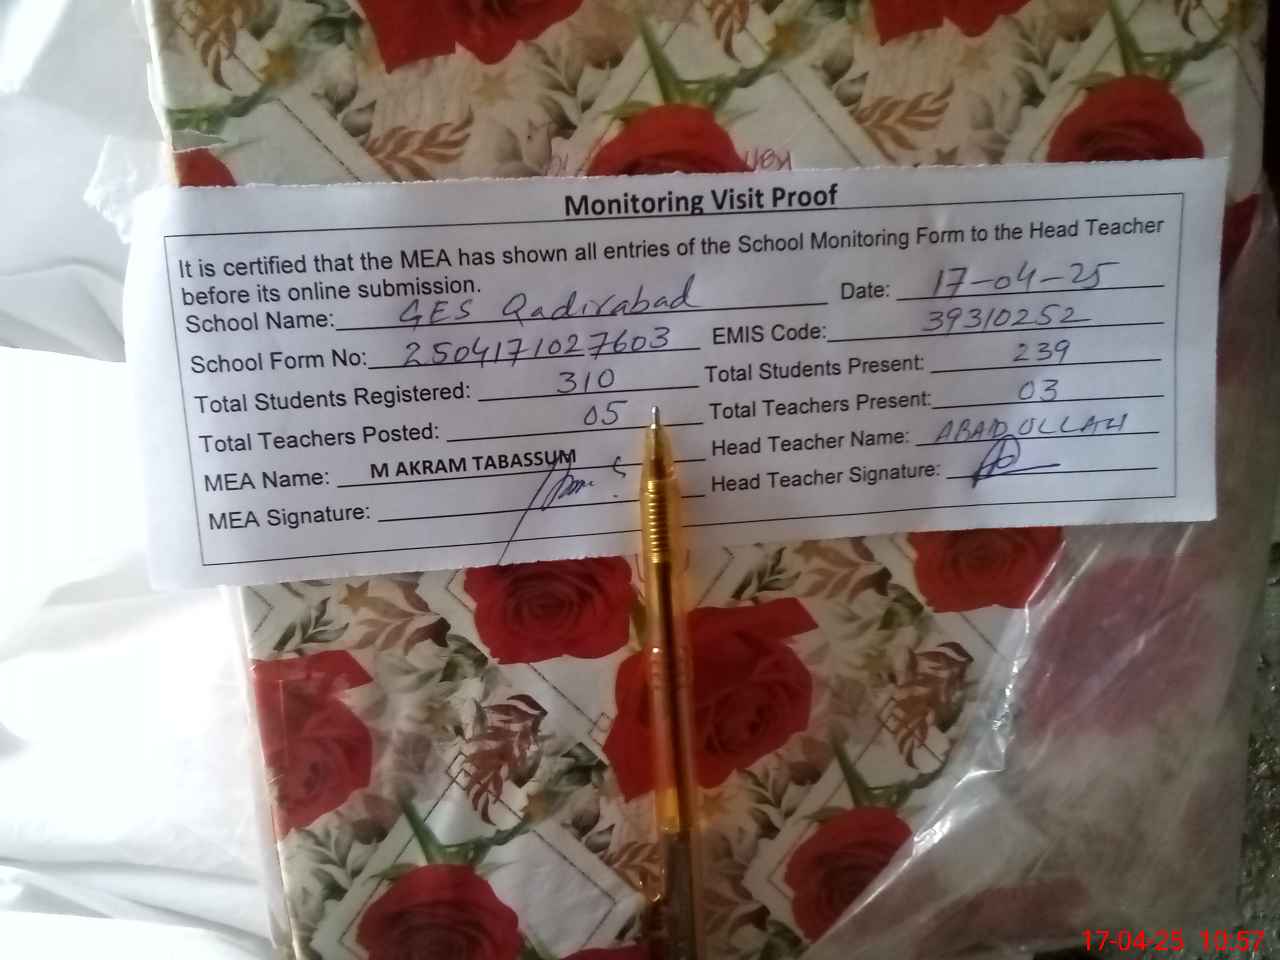 Monitoring Visit Proof
It is certified that the MEA has shown all entries of the School Monitoring Form to the Head Teacher
before its online submission.
School Name: GES Qadirabad Date: 17-04-25
School Form No: 2504171027603 EMIS Code: 39310252
Total Students Registered: 310 Total Students Present: 239
Total Teachers Posted: 05 Total Teachers Present: 03
MEA Name: M AKRAM TABASSUM Head Teacher Name: ABAID ULLAH
MEA Signature: Head Teacher Signature:
17-04-25 10:57